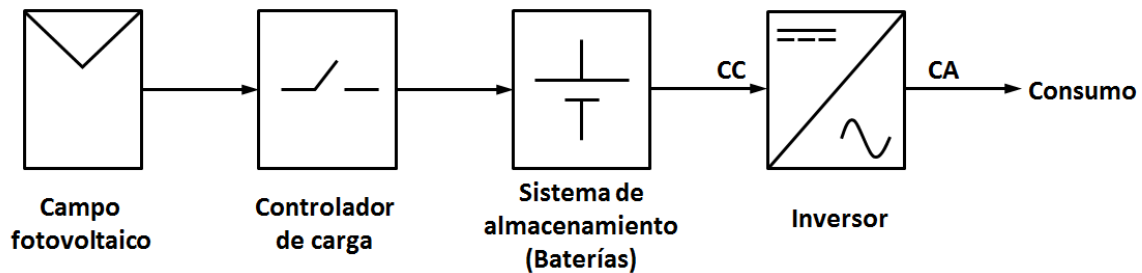 CC
CA
Consumo
Campo
fotovoltaico
Controlador
de carga
Sistema de
almacenamiento
(Baterías)
Inversor